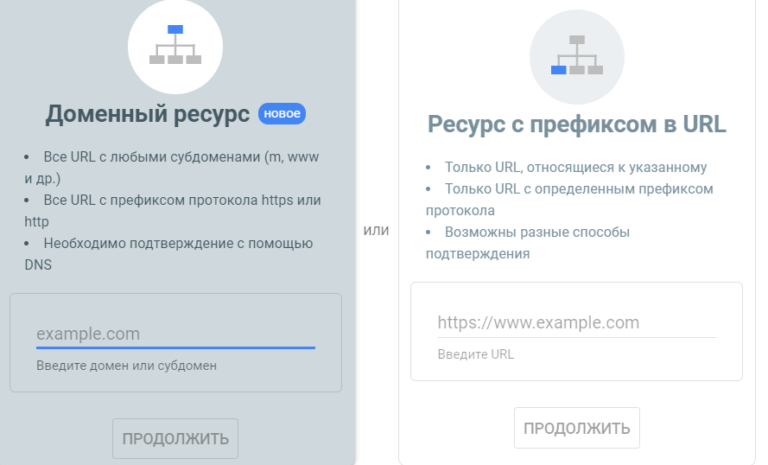 Доменный ресурс новое
• Все URL с любыми субдоменами (m, www
и др.)
• Все URL с префиксом протокола https или
http
• Необходимо подтверждение с помощью
DNS
example.com
Введите домен или субдомен
ПРОДОЛЖИТЬ
или
Ресурс с префиксом в URL
• Только URL, относящиеся к указанному
• Только URL с определенным префиксом
протокола
• Возможны разные способы
подтверждения
https://www.example.com
Введите URL
ПРОДОЛЖИТЬ